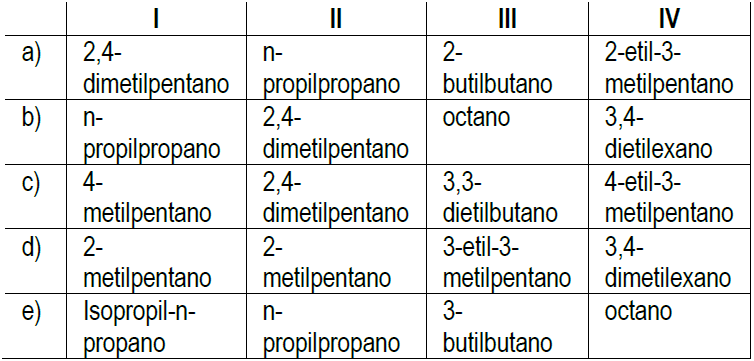 I II III IV
a) 2,4- n- 2- 2-etil-3-
dimetilpentano propilpropano butilbutano metilpentano
b) n- 2,4- octano 3,4-
propilpropano dimetilpentano dietilexano
c) 4- 2,4- 3,3- 4-etil-3-
metilpentano dimetilpentano dietilbutano metilpentano
d) 2- 2- 3-etil-3- 3,4-
metilpentano metilpentano metilpentano dimetilexano
e) Isopropil-n- n- 3- octano
propano propilpropano butilbutano